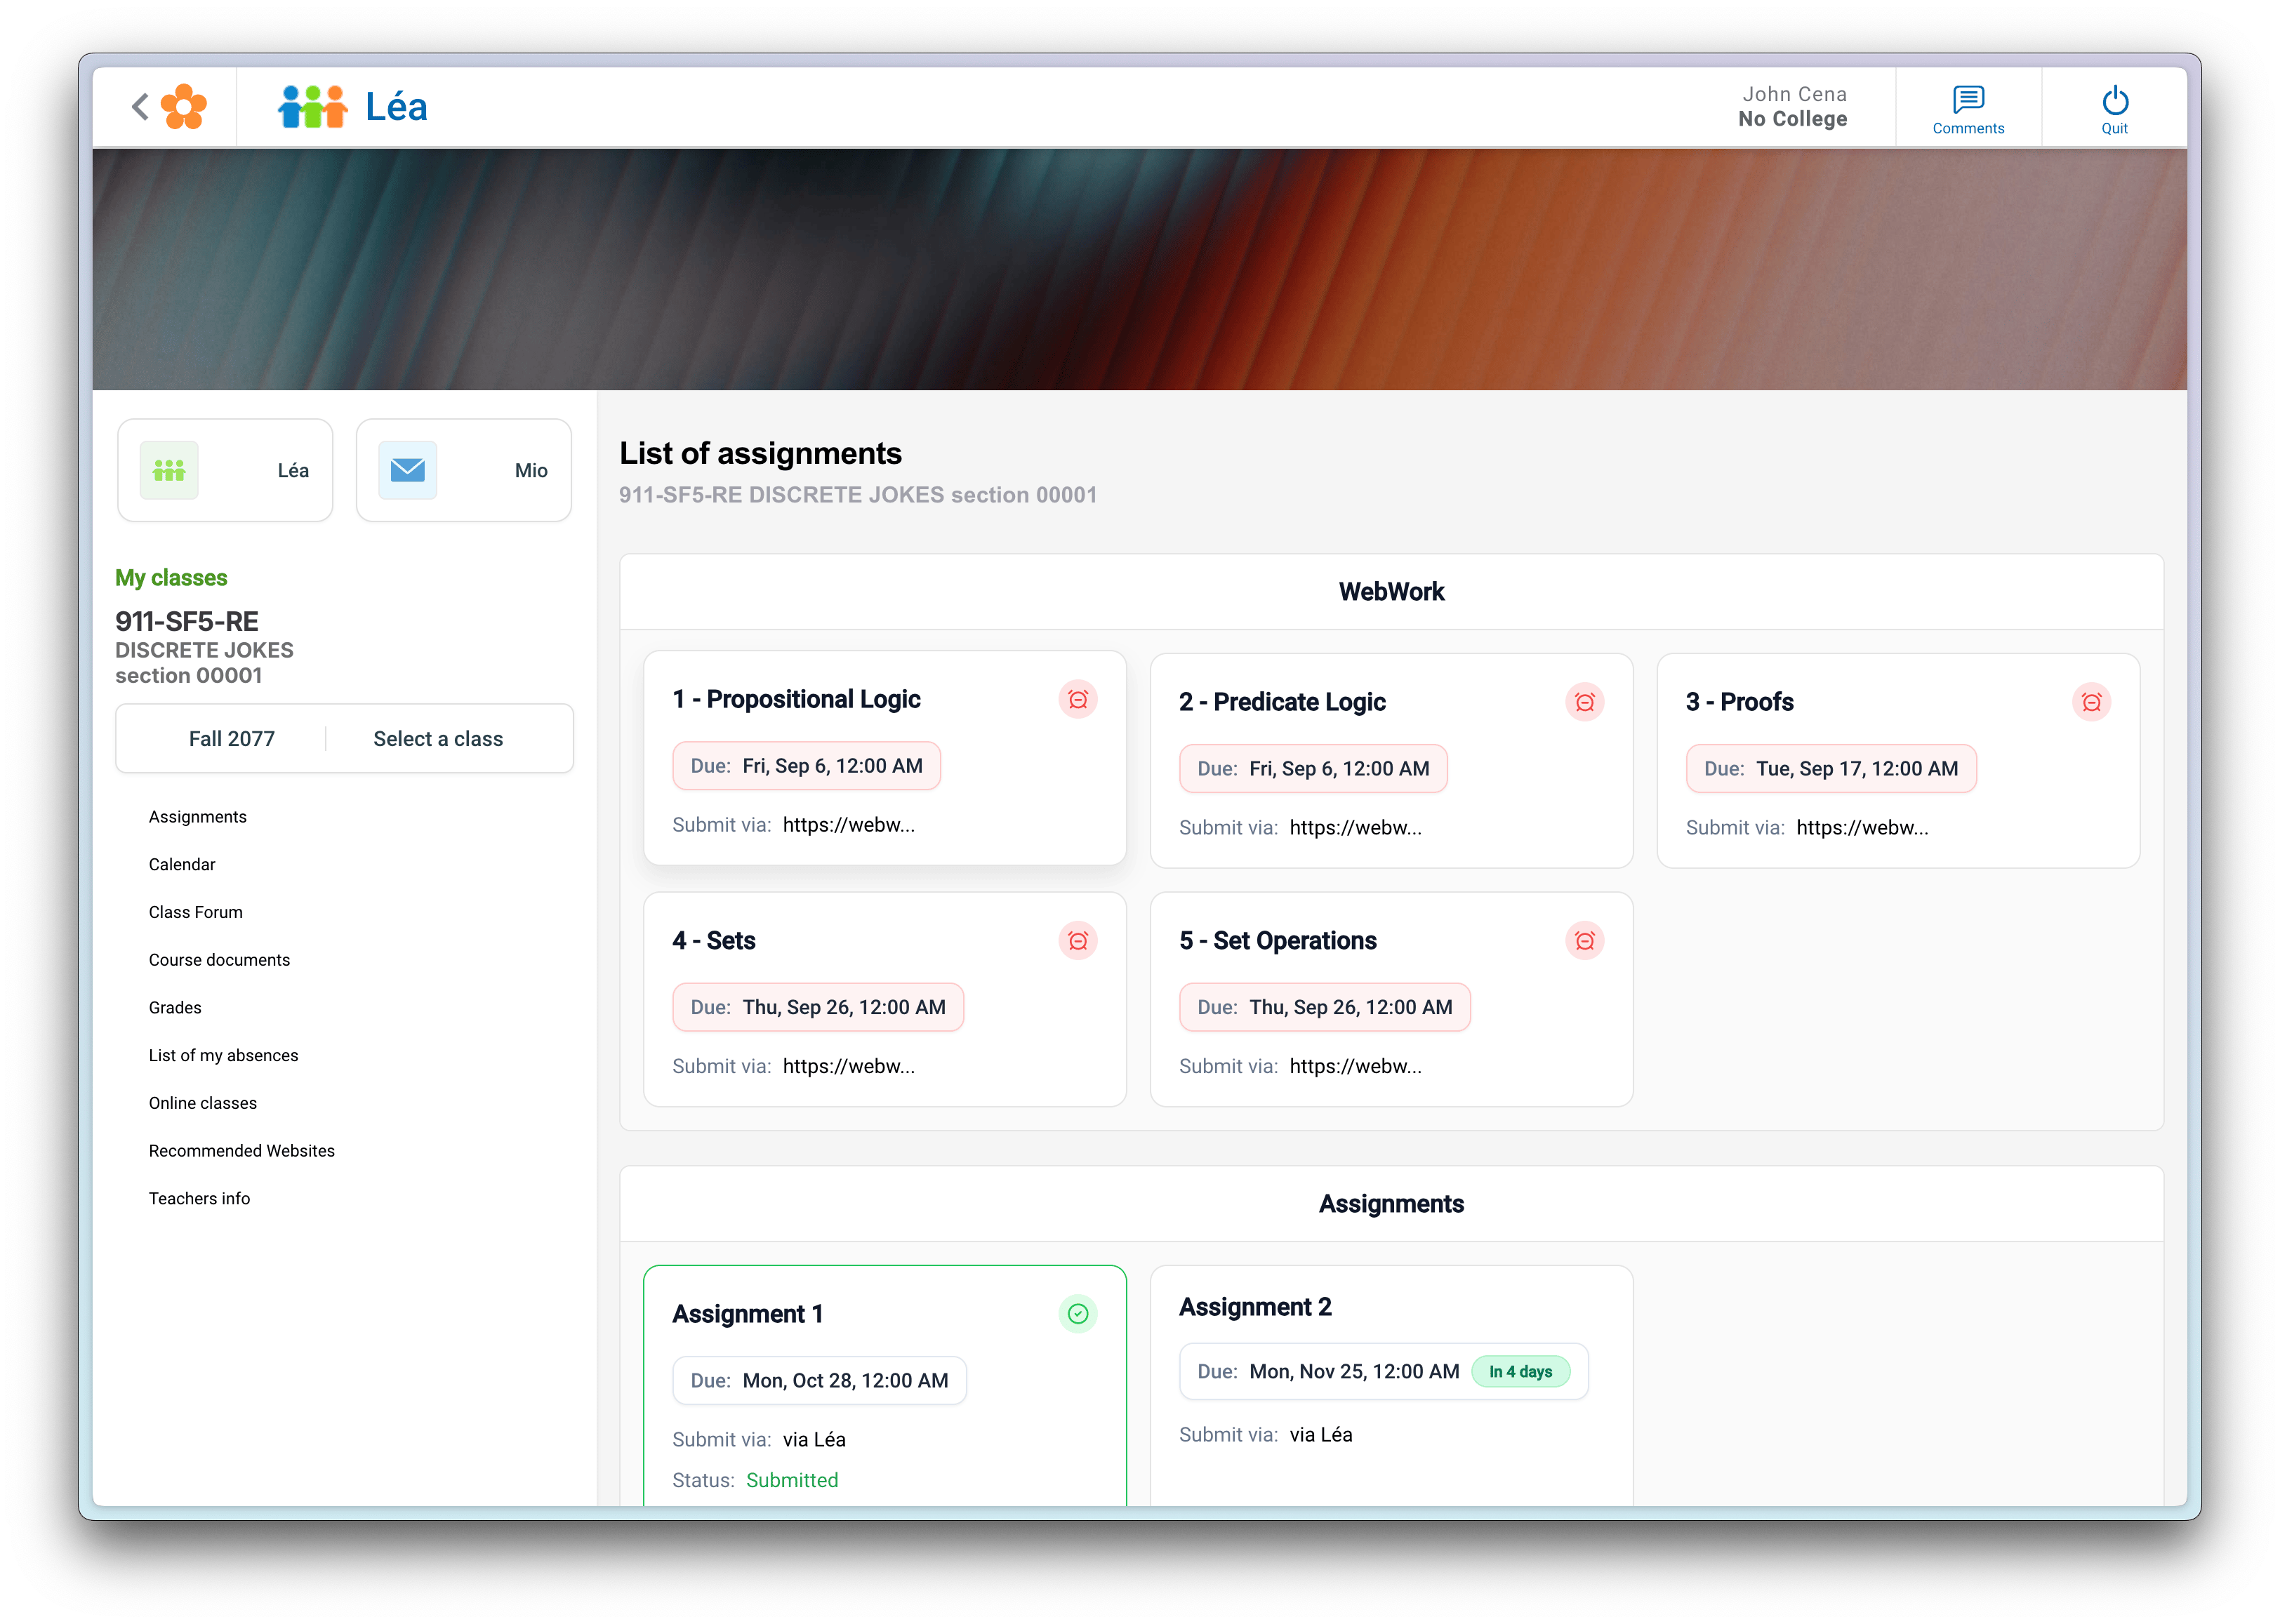 Léa
John Cena
No College
Comments
Quit
Léa
Mio
My classes
911-SF5-RE
DISCRETE JOKES
section 00001
Fall 2077
Select a class
Assignments
Calendar
Class Forum
Course documents
Grades
List of my absences
Online classes
Recommended Websites
Teachers info
List of assignments
911-SF5-RE DISCRETE JOKES section 00001
WebWork
1 - Propositional Logic
Due: Fri, Sep 6, 12:00 AM
Submit via: https://webw...
2 - Predicate Logic
Due: Fri, Sep 6, 12:00 AM
Submit via: https://webw...
3 - Proofs
Due: Tue, Sep 17, 12:00 AM
Submit via: https://webw...
4 - Sets
Due: Thu, Sep 26, 12:00 AM
Submit via: https://webw...
5 - Set Operations
Due: Thu, Sep 26, 12:00 AM
Submit via: https://webw...
Assignments
Assignment 1
Due: Mon, Oct 28, 12:00 AM
Submit via: via Léa
Status: Submitted
Assignment 2
Due: Mon, Nov 25, 12:00 AM In 4 days
Submit via: via Léa